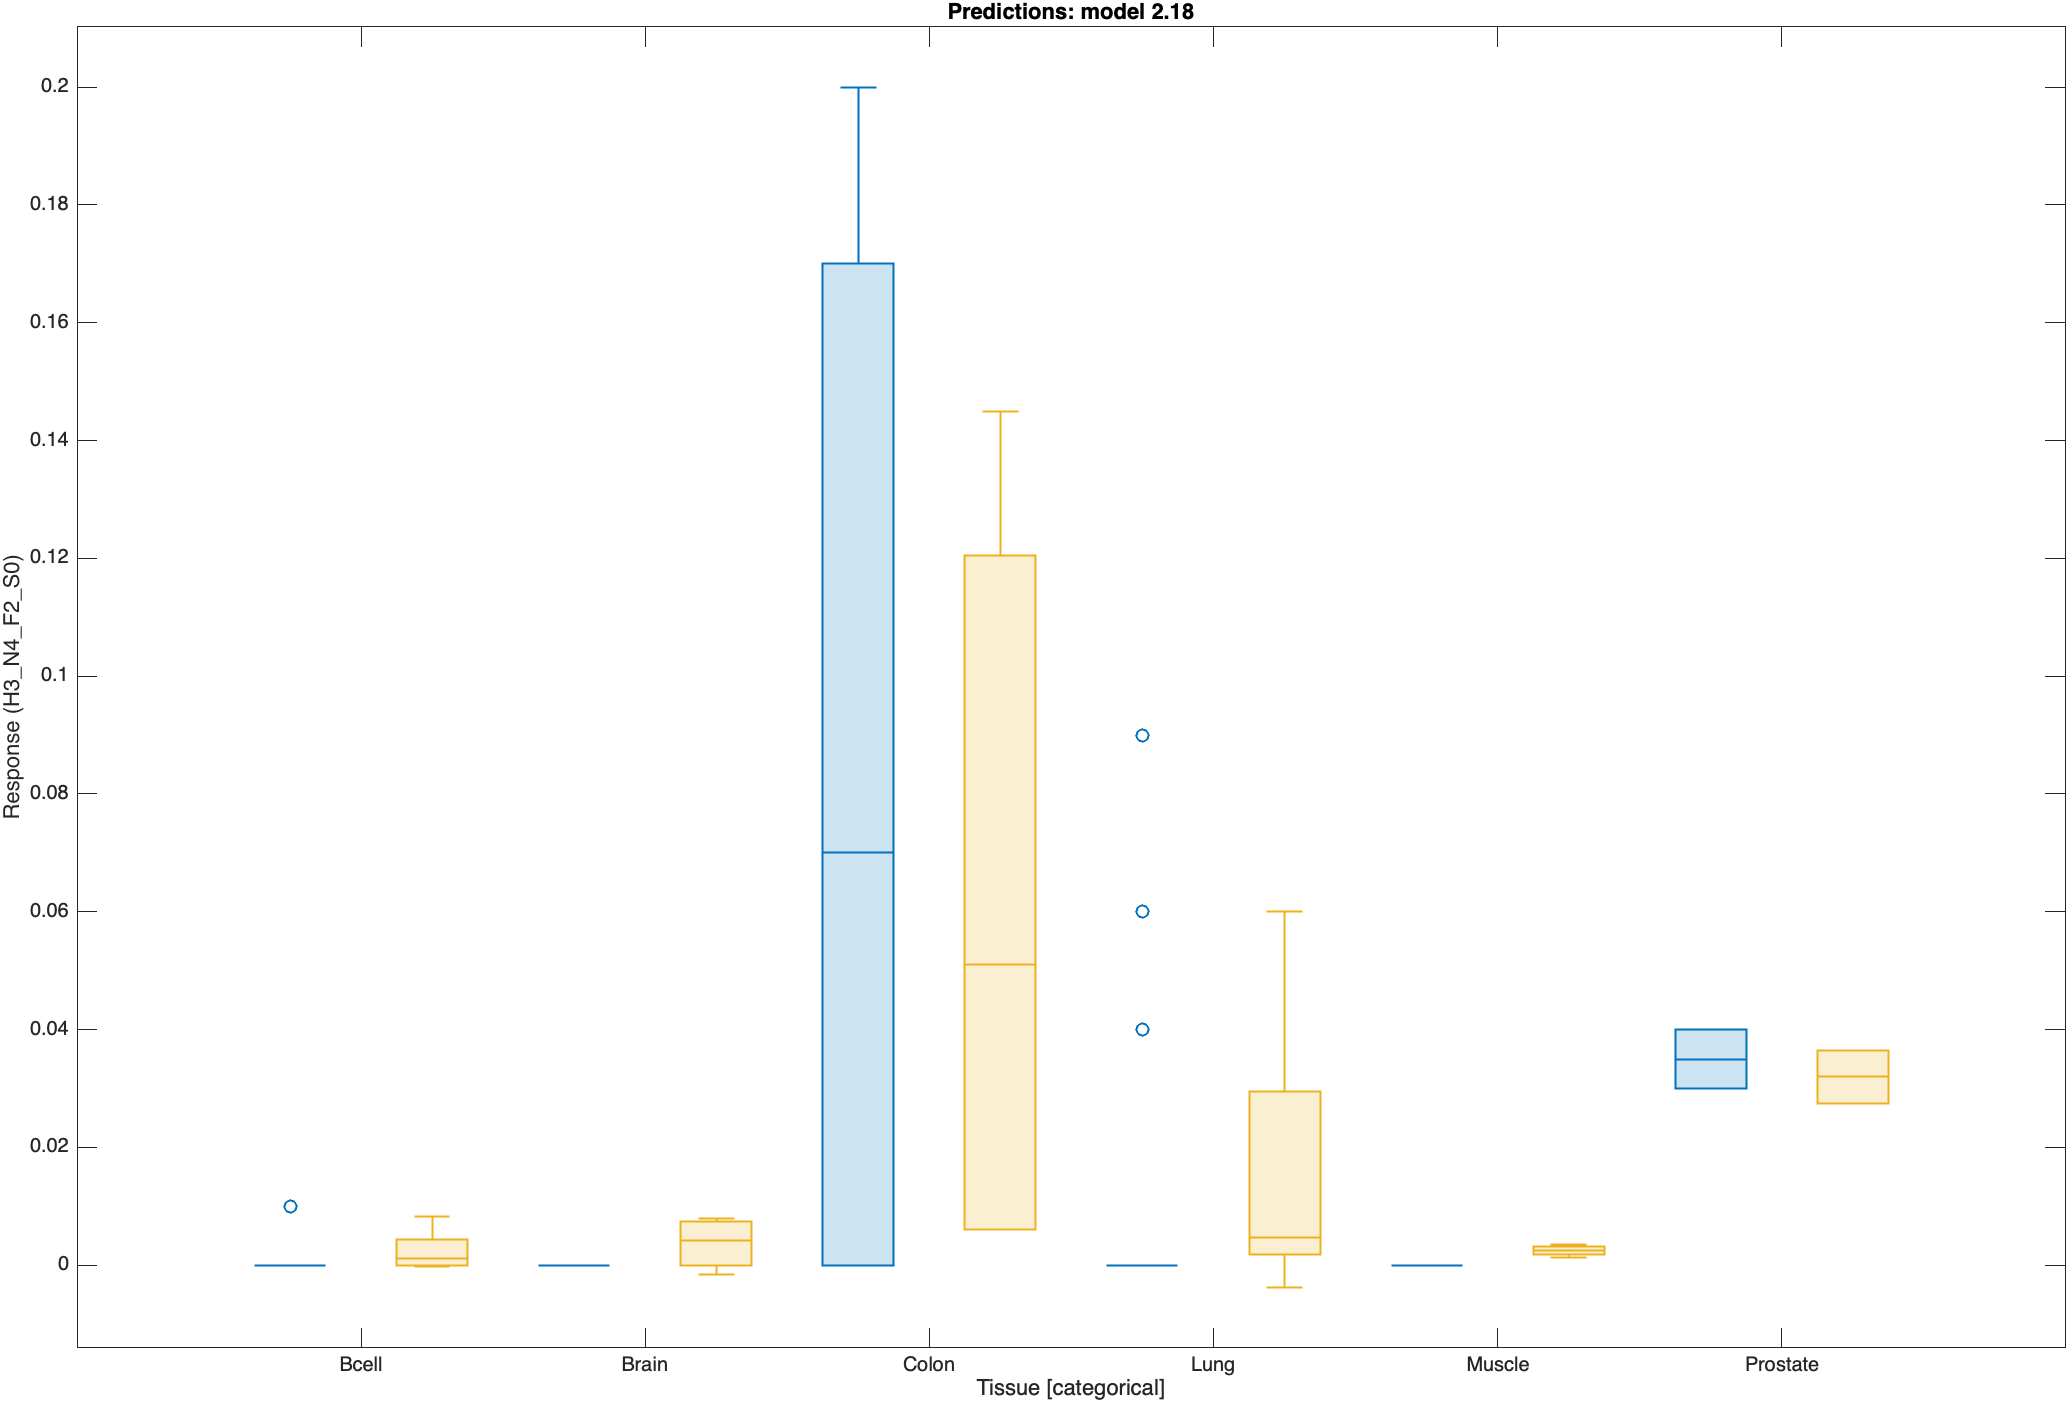 Predictions: model 2.18
0.2
0.18
0.16
0.14
0.12
0.1
0.08
0.06
0.04
0.02
0
Response (H3_N4_F2_S0)
Bcell Brain Colon Lung Muscle Prostate
Tissue [categorical]